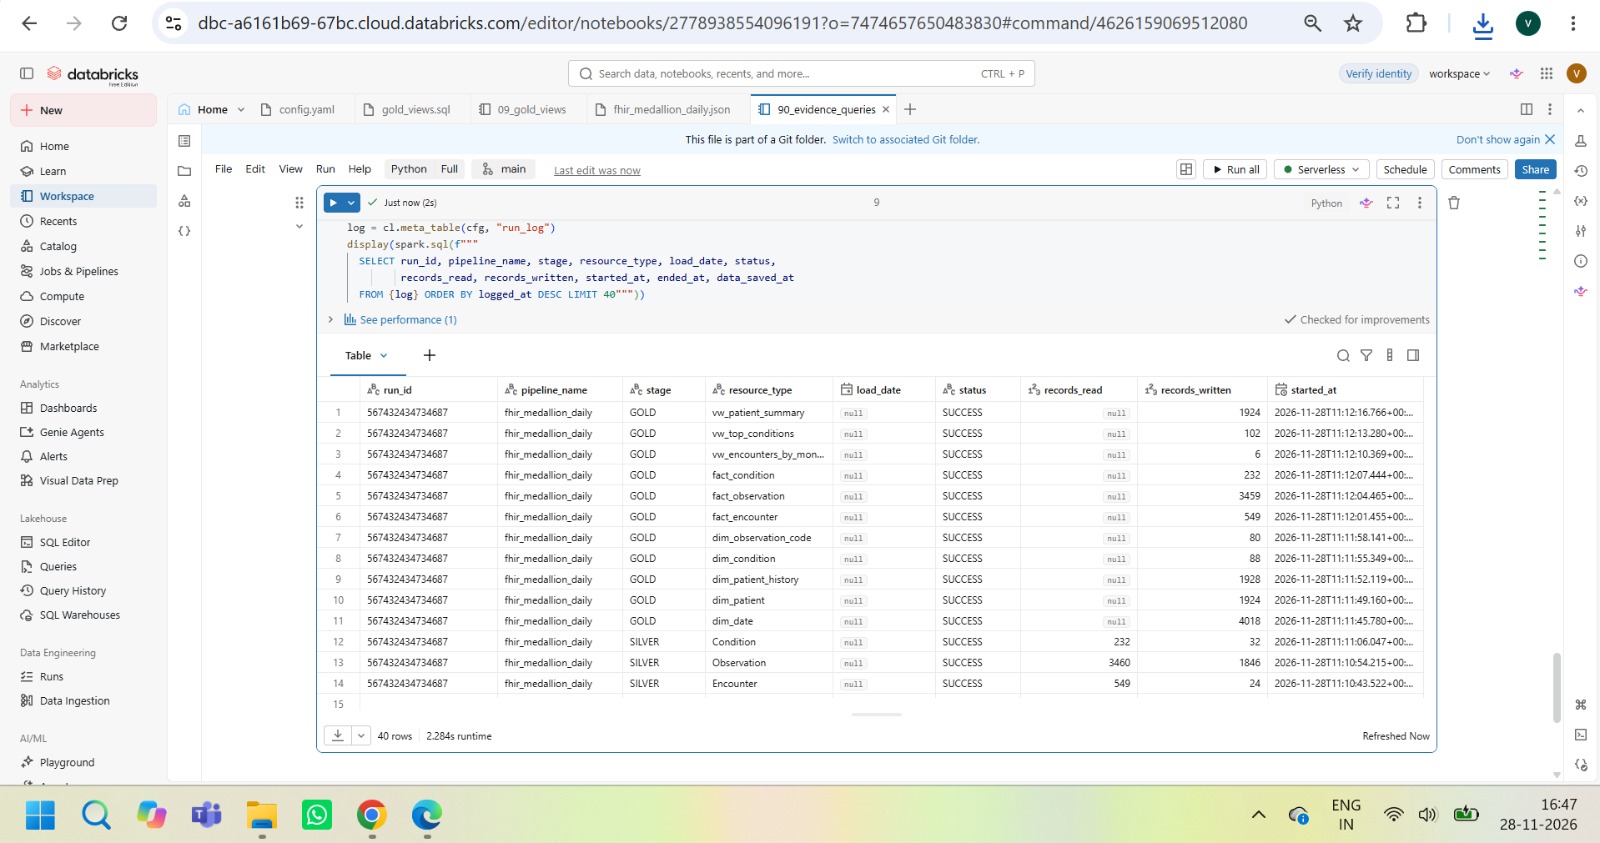 dbc-a6161b69-67bc.cloud.databricks.com/editor/notebooks/2778938554096191?o=7474657650483830#command/4626159069512080
V
databricks
Free Edition
Search data, notebooks, recents, and more...
CTRL + P
Verify identity
workspace
V
New
Home
Learn
Workspace
Recents
Catalog
Jobs & Pipelines
Compute
Discover
Marketplace
Analytics
Dashboards
Genie Agents
Alerts
Visual Data Prep
Lakehouse
SQL Editor
Queries
Query History
SQL Warehouses
Data Engineering
Runs
Data Ingestion
AI/ML
Playground
Home config.yaml gold_views.sql 09_gold_views fhir_medallion_daily.json 90_evidence_queries
This file is part of a Git folder. Switch to associated Git folder. Don't show again
File Edit View Run Help Python Full main Last edit was now Run all Serverless Schedule Comments Share
Just now (2s) 9 Python
log = cl.meta_table(cfg, "run_log")
display(spark.sql(f"""
SELECT run_id, pipeline_name, stage, resource_type, load_date, status,
records_read, records_written, started_at, ended_at, data_saved_at
FROM {log} ORDER BY logged_at DESC LIMIT 40"""))
See performance (1) Checked for improvements
Table
run_id pipeline_name stage resource_type load_date status records_read records_written started_at
1 567432434734687 fhir_medallion_daily GOLD vw_patient_summary null SUCCESS null 1924 2026-11-28T11:12:16.766+00:...
2 567432434734687 fhir_medallion_daily GOLD vw_top_conditions null SUCCESS null 102 2026-11-28T11:12:13.280+00:...
3 567432434734687 fhir_medallion_daily GOLD vw_encounters_by_mon... null SUCCESS null 6 2026-11-28T11:12:10.369+00:...
4 567432434734687 fhir_medallion_daily GOLD fact_condition null SUCCESS null 232 2026-11-28T11:12:07.444+00:...
5 567432434734687 fhir_medallion_daily GOLD fact_observation null SUCCESS null 3459 2026-11-28T11:12:04.465+00:...
6 567432434734687 fhir_medallion_daily GOLD fact_encounter null SUCCESS null 549 2026-11-28T11:12:01.455+00:...
7 567432434734687 fhir_medallion_daily GOLD dim_observation_code null SUCCESS null 80 2026-11-28T11:11:58.141+00:...
8 567432434734687 fhir_medallion_daily GOLD dim_condition null SUCCESS null 88 2026-11-28T11:11:55.349+00:...
9 567432434734687 fhir_medallion_daily GOLD dim_patient_history null SUCCESS null 1928 2026-11-28T11:11:52.119+00:...
10 567432434734687 fhir_medallion_daily GOLD dim_patient null SUCCESS null 1924 2026-11-28T11:11:49.160+00:...
11 567432434734687 fhir_medallion_daily GOLD dim_date null SUCCESS null 4018 2026-11-28T11:11:45.780+00:...
12 567432434734687 fhir_medallion_daily SILVER Condition null SUCCESS 232 32 2026-11-28T11:11:06.047+00:...
13 567432434734687 fhir_medallion_daily SILVER Observation null SUCCESS 3460 1846 2026-11-28T11:10:54.215+00:...
14 567432434734687 fhir_medallion_daily SILVER Encounter null SUCCESS 549 24 2026-11-28T11:10:43.522+00:...
15
40 rows 2.284s runtime Refreshed Now
ENG
IN
16:47
28-11-2026